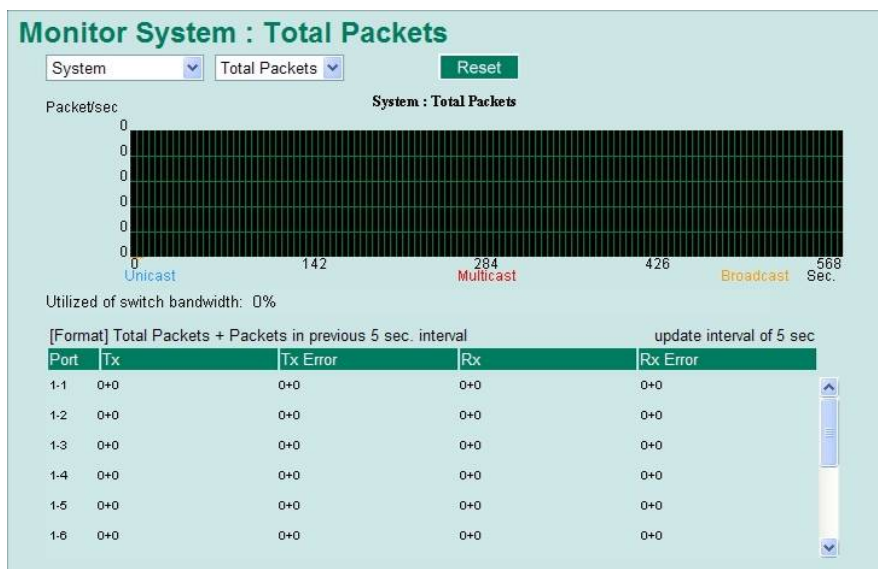 Monitor System : Total Packets
System Total Packets Reset
Packet/sec System : Total Packets
0
0
0
0
0
0
0 142 284 426 568
Unicast Multicast Broadcast Sec.
Utilized of switch bandwidth: 0%
[Format] Total Packets + Packets in previous 5 sec. interval update interval of 5 sec
Port Tx Tx Error Rx Rx Error
1-1 0+0 0+0 0+0 0+0
1-2 0+0 0+0 0+0 0+0
1-3 0+0 0+0 0+0 0+0
1-4 0+0 0+0 0+0 0+0
1-5 0+0 0+0 0+0 0+0
1-6 0+0 0+0 0+0 0+0